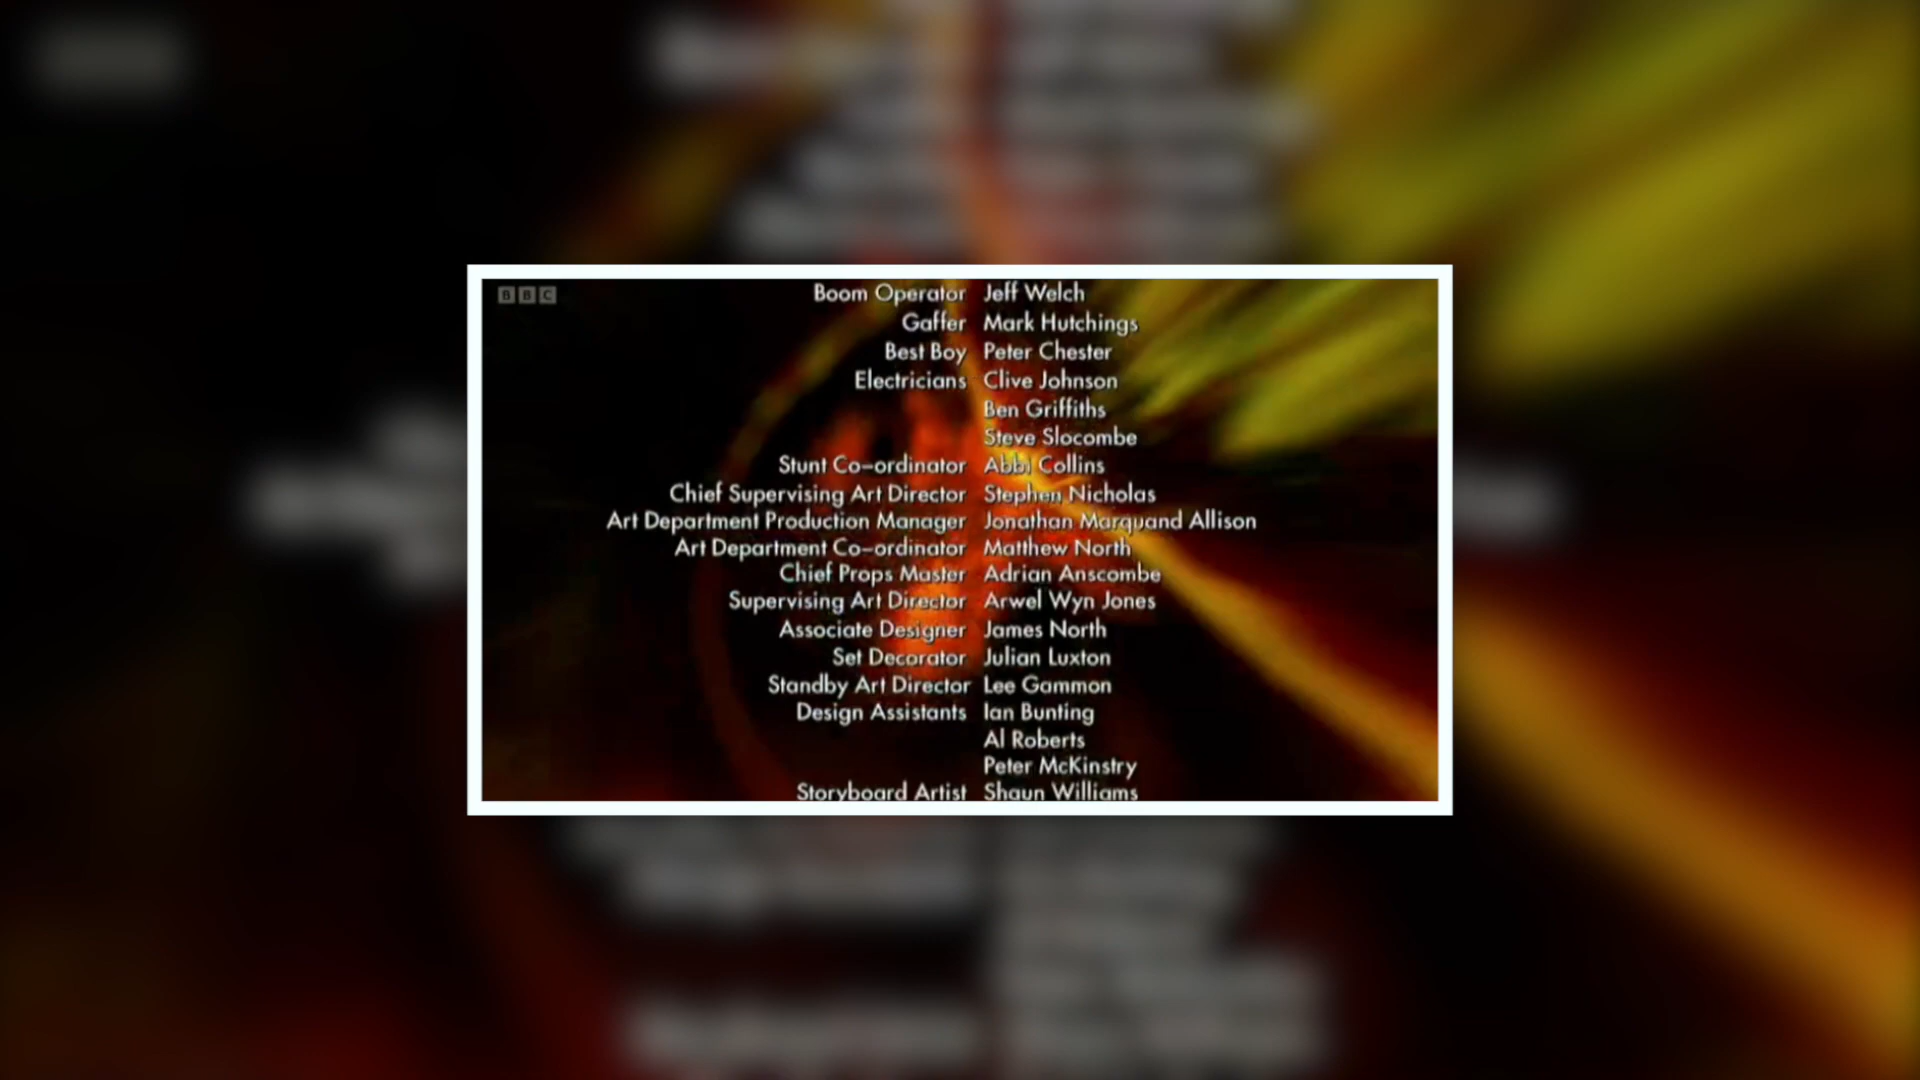 BBC
Boom Operator Jeff Welch
Gaffer Mark Hutchings
Best Boy Peter Chester
Electricians Clive Johnson
Ben Griffiths
Steve Slocombe
Stunt Co-ordinator Abbi Collins
Chief Supervising Art Director Stephen Nicholas
Art Department Production Manager Jonathan Marquand Allison
Art Department Co-ordinator Matthew North
Chief Props Master Adrian Anscombe
Supervising Art Director Arwel Wyn Jones
Associate Designer James North
Set Decorator Julian Luxton
Standby Art Director Lee Gammon
Design Assistants Ian Bunting
Al Roberts
Peter McKinstry
Storyboard Artist Shaun Williams